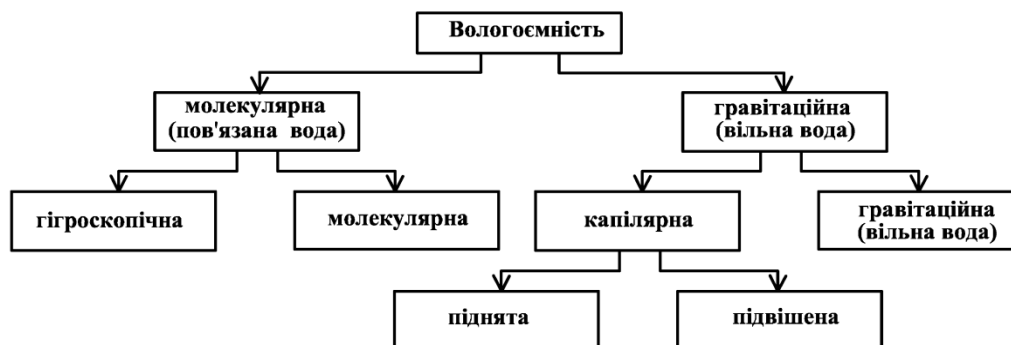 Вологоємність
молекулярна
(пов'язана вода)
гравітаційна
(вільна вода)
гігроскопічна
молекулярна
капілярна
гравітаційна
(вільна вода)
піднята
підвішена